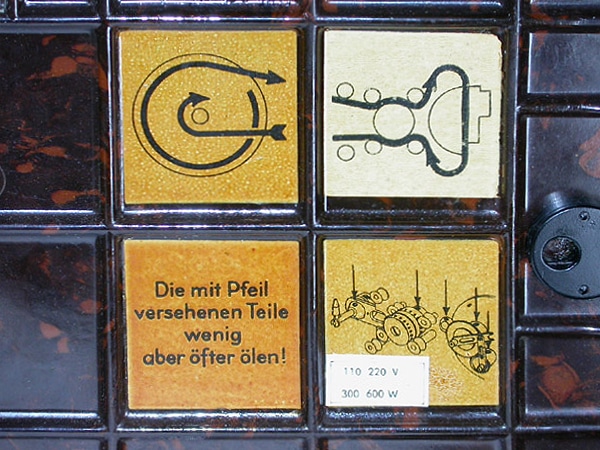 Die mit Pfeil
versehenen Teile
wenig
aber öfter ölen!
110 220 V
300 600 W